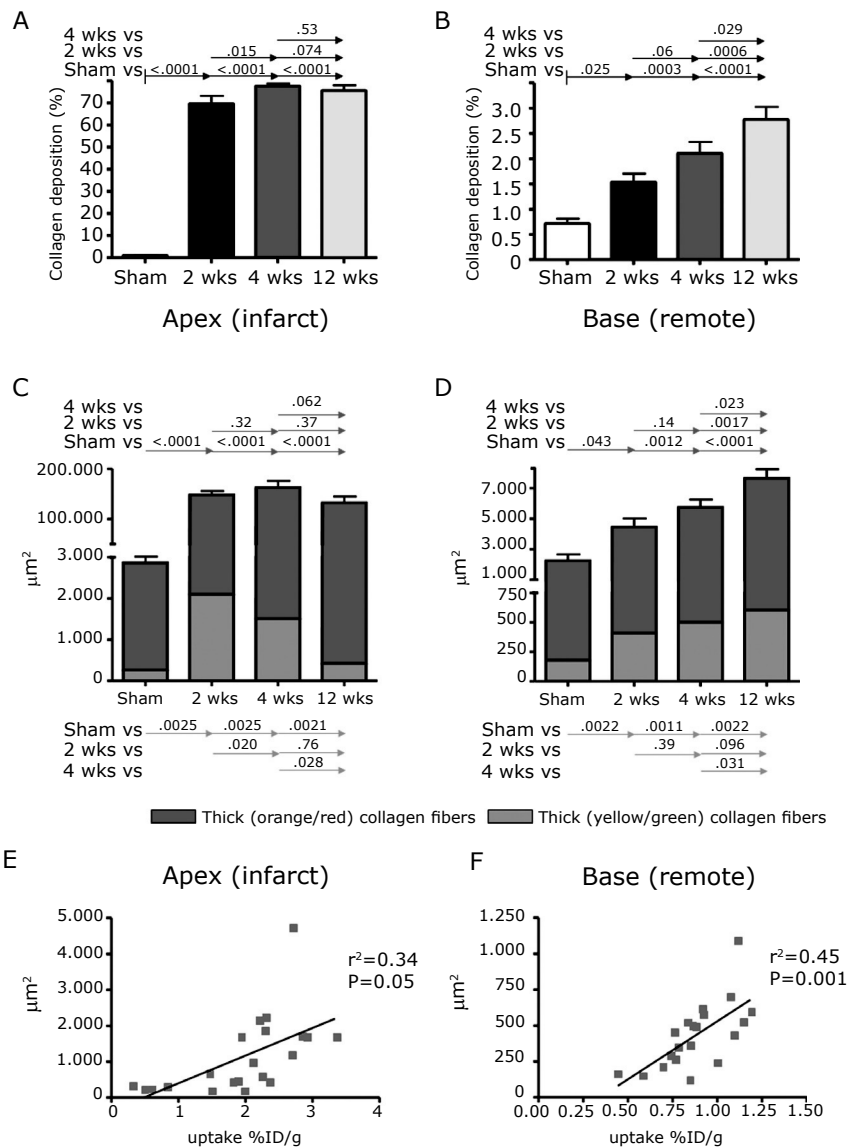 A
4 wks vs .53
2 wks vs .015 .074
Sham vs <.0001 <.0001 <.0001
Collagen deposition (%)
70
60
50
40
30
20
10
0
Sham 2 wks 4 wks 12 wks
Apex (infarct)
B
4 wks vs .029
2 wks vs .06 .0006
Sham vs .025 .0003 <.0001
Collagen deposition (%)
3.0
2.5
2.0
1.5
1.0
0.5
0
Sham 2 wks 4 wks 12 wks
Base (remote)
C
4 wks vs .062
2 wks vs .32 .37
Sham vs <.0001 <.0001 <.0001
µm²
200.000
100.000
3.000
2.000
1.000
0
Sham 2 wks 4 wks 12 wks
Sham vs .0025 .0025 .0021
2 wks vs .020 .76
4 wks vs .028
D
4 wks vs .023
2 wks vs .14 .0017
Sham vs .043 .0012 <.0001
µm²
7.000
5.000
3.000
1.000
750
500
250
0
Sham 2 wks 4 wks 12 wks
Sham vs .0022 .0011 .0022
2 wks vs .39 .096
4 wks vs .031
Thick (orange/red) collagen fibers Thick (yellow/green) collagen fibers
E
Apex (infarct)
µm²
5.000
4.000
3.000
2.000
1.000
0
r²=0.34
P=0.05
0 1 2 3 4
uptake %ID/g
F
Base (remote)
µm²
1.250
1.000
750
500
250
0
r²=0.45
P=0.001
0.00 0.25 0.50 0.75 1.00 1.25 1.50
uptake %ID/g